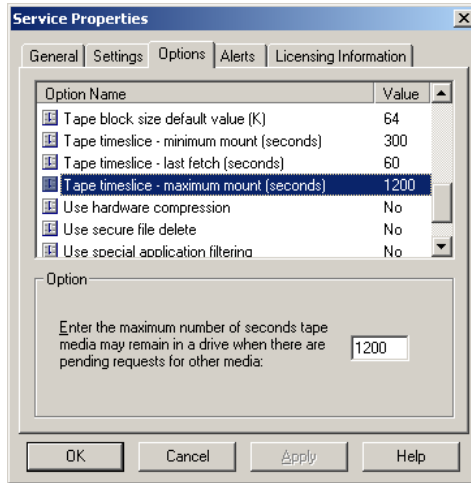 Service Properties
General Settings Options Alerts Licensing Information
Option Name Value
Tape block size default value (K) 64
Tape timeslice - minimum mount (seconds) 300
Tape timeslice - last fetch (seconds) 60
Tape timeslice - maximum mount (seconds) 1200
Use hardware compression No
Use secure file delete No
Use special application filtering No
Option
Enter the maximum number of seconds tape
media may remain in a drive when there are
pending requests for other media:
1200
OK Cancel Apply Help